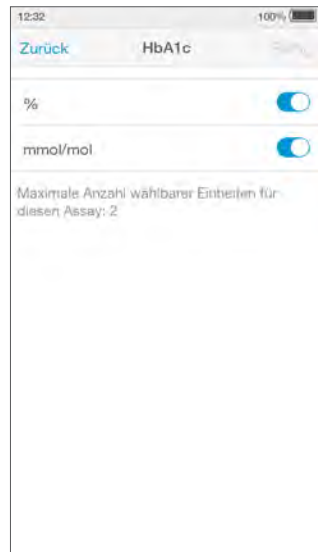 12:32 100%
Zurück HbA1c
%
mmol/mol
Maximale Anzahl wählbarer Einheiten für
diesen Assay: 2